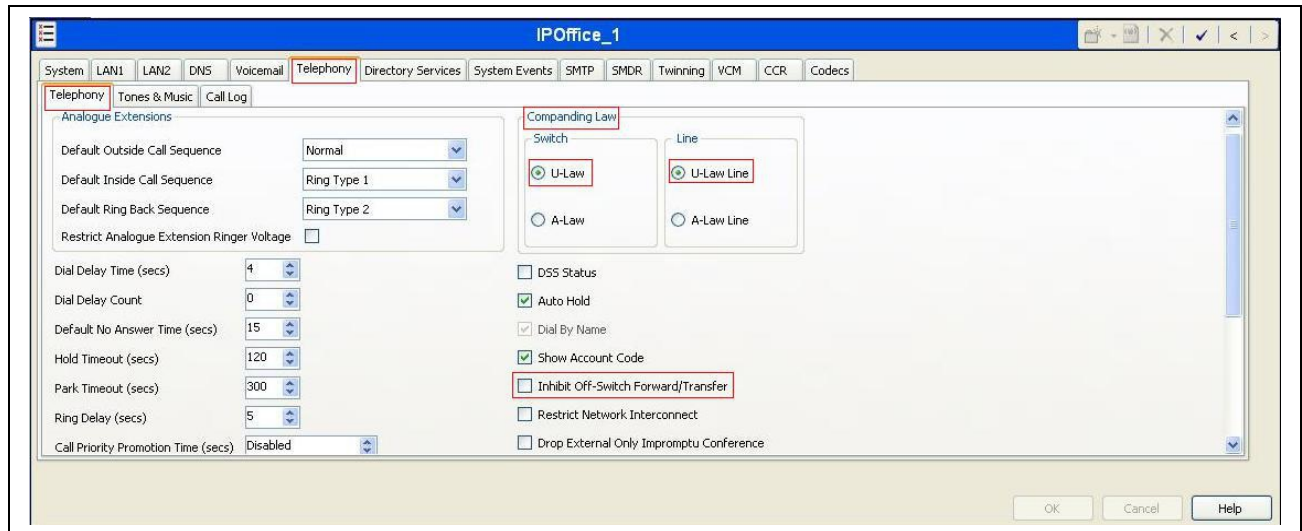 IPOffice_1
System LAN1 LAN2 DNS Voicemail Telephony Directory Services System Events SMTP SMDR Twinning VCM CCR Codecs
Telephony Tones & Music Call Log
Analogue Extensions
Default Outside Call Sequence Normal
Default Inside Call Sequence Ring Type 1
Default Ring Back Sequence Ring Type 2
Restrict Analogue Extension Ringer Voltage
Companding Law
Switch Line
U-Law U-Law Line
A-Law A-Law Line
Dial Delay Time (secs) 4
Dial Delay Count 0
Default No Answer Time (secs) 15
Hold Timeout (secs) 120
Park Timeout (secs) 300
Ring Delay (secs) 5
Call Priority Promotion Time (secs) Disabled
DSS Status
Auto Hold
Dial By Name
Show Account Code
Inhibit Off-Switch Forward/Transfer
Restrict Network Interconnect
Drop External Only Impromptu Conference
OK Cancel Help